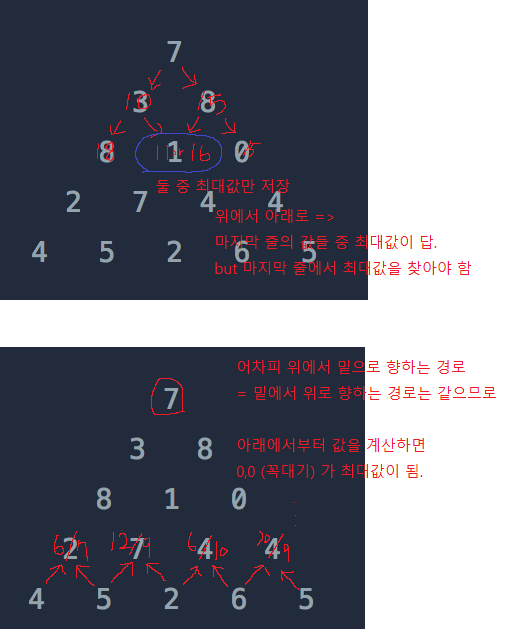 7
3 8
10 15
8 1 0
18 11 16 15
둘 중 최대값만 저장
2 7 4 4
위에서 아래로 =>
마지막 줄의 값들 중 최대값이 답.
4 5 2 6 5
but 마지막 줄에서 최대값을 찾아야 함
어차피 위에서 밑으로 향하는 경로
7
= 밑에서 위로 향하는 경로는 같으므로
3 8
아래에서부터 값을 계산하면
0,0 (꼭대기) 가 최대값이 됨.
8 1 0
2 7 4 4
6/7 12/9 6/10
4 5 2 6 5